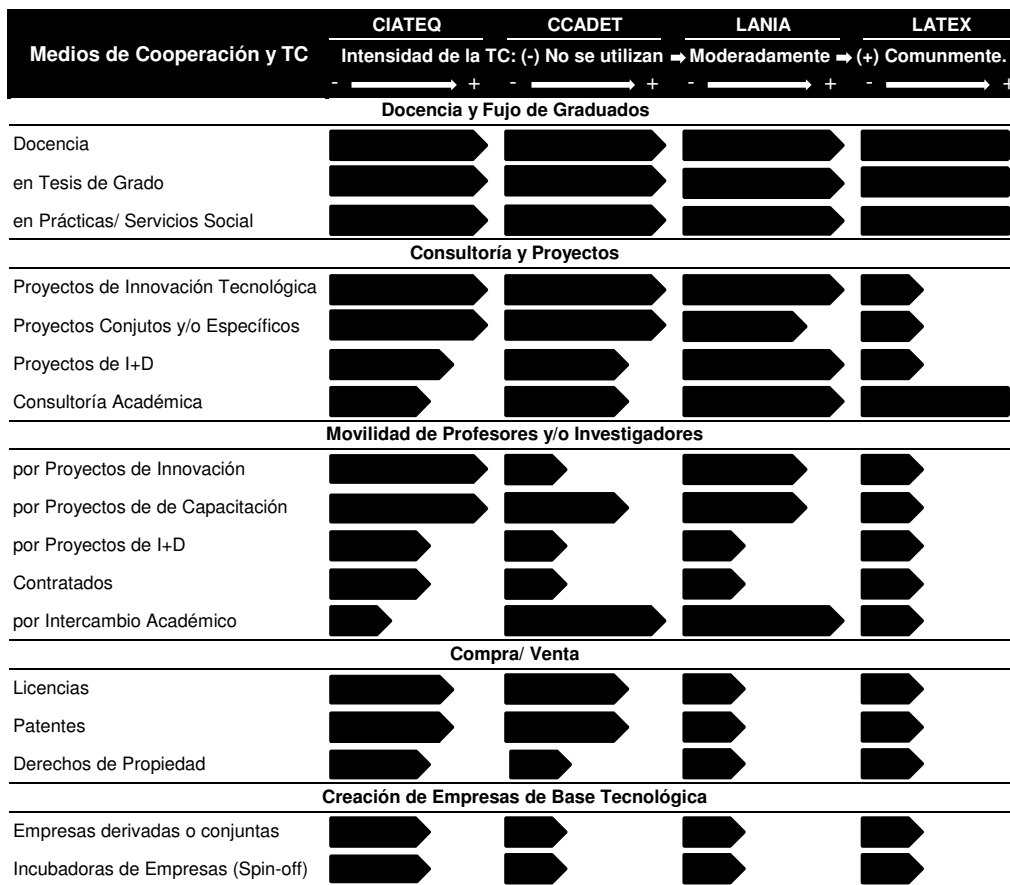 CIATEQ CCADET LANIA LATEX
Medios de Cooperación y TC
Intensidad de la TC: (-) No se utilizan ➡ Moderadamente ➡ (+) Comunmente.
- + - + - + - +
Docencia y Fujo de Graduados
Docencia
en Tesis de Grado
en Prácticas/ Servicios Social
Consultoría y Proyectos
Proyectos de Innovación Tecnológica
Proyectos Conjutos y/o Específicos
Proyectos de I+D
Consultoría Académica
Movilidad de Profesores y/o Investigadores
por Proyectos de Innovación
por Proyectos de de Capacitación
por Proyectos de I+D
Contratados
por Intercambio Académico
Compra/ Venta
Licencias
Patentes
Derechos de Propiedad
Creación de Empresas de Base Tecnológica
Empresas derivadas o conjuntas
Incubadoras de Empresas (Spin-off)